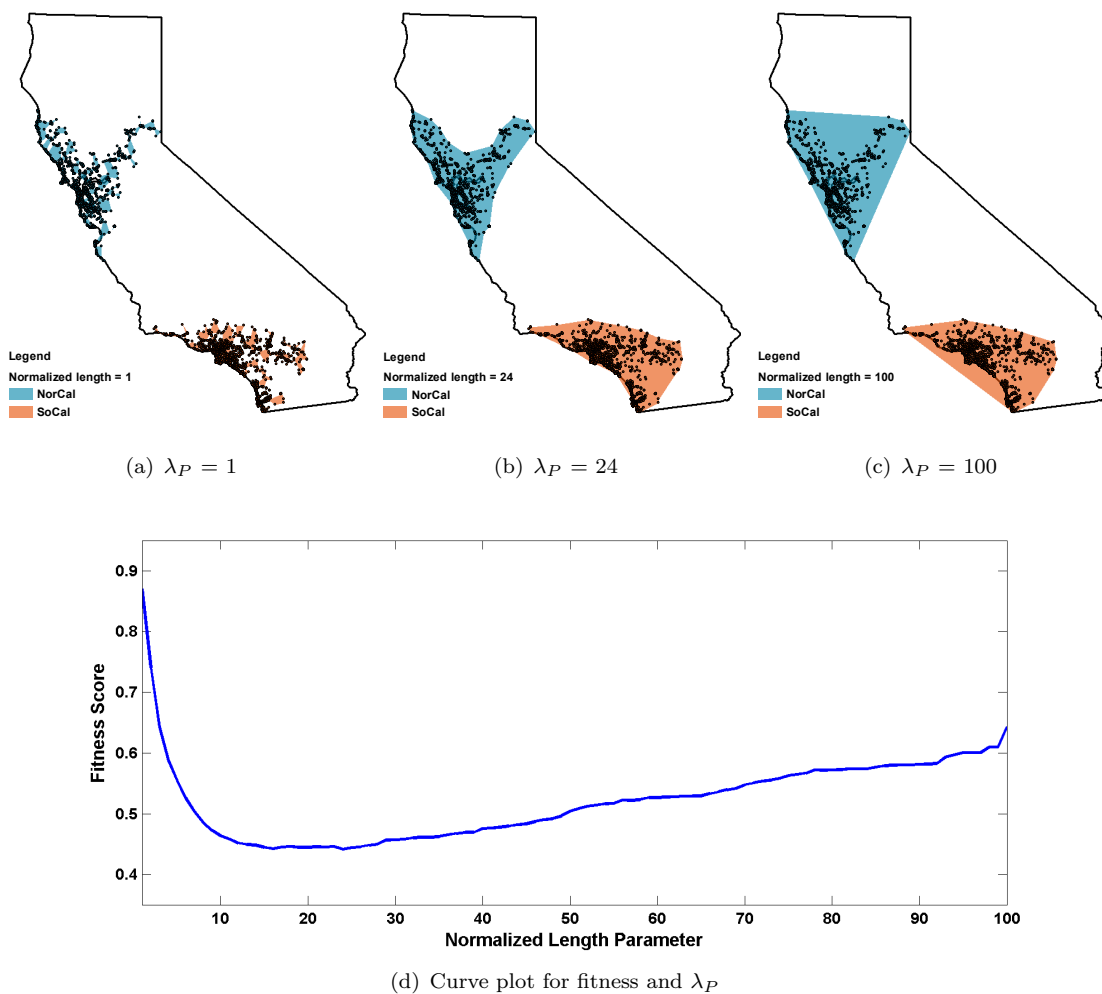 Legend
Normalized length = 1
NorCal
SoCal
(a) λ_P = 1
Legend
Normalized length = 24
NorCal
SoCal
(b) λ_P = 24
Legend
Normalized length = 100
NorCal
SoCal
(c) λ_P = 100
Fitness Score
0.9
0.8
0.7
0.6
0.5
0.4
10 20 30 40 50 60 70 80 90 100
Normalized Length Parameter
(d) Curve plot for fitness and λ_P